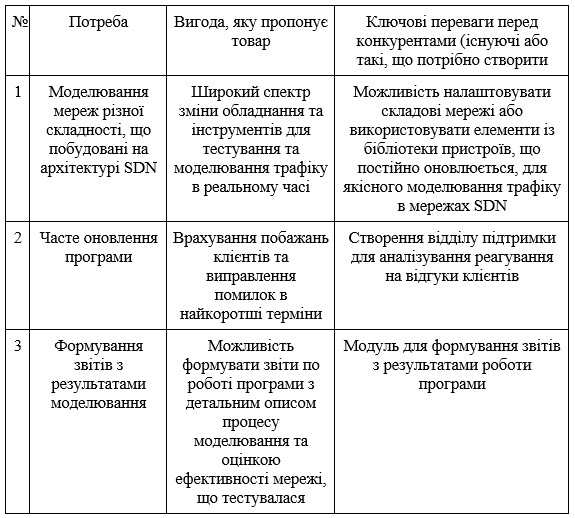 №
Потреба
Вигода, яку пропонує
товар
Ключові переваги перед
конкурентами (існуючі або
такі, що потрібно створити
1
Моделювання
мереж різної
складності, що
побудовані на
архітектурі SDN
Широкий спектр
зміни обладнання та
інструментів для
тестування та
моделювання трафіку
в реальному часі
Можливість налаштовувати
складові мережі або
використовувати елементи із
бібліотеки пристроїв, що
постійно оновлюється, для
якісного моделювання трафіку
в мережах SDN
2
Часте оновлення
програми
Врахування побажань
клієнтів та
виправлення
помилок в
найкоротші терміни
Створення відділу підтримки
для аналізування реагування
на відгуки клієнтів
3
Формування
звітів з
результатами
моделювання
Можливість
формувати звіти по
роботі програми з
детальним описом
процесу
моделювання та
оцінкою
ефективності мережі,
що тестувалася
Модуль для формування звітів
з результатами роботи
програми